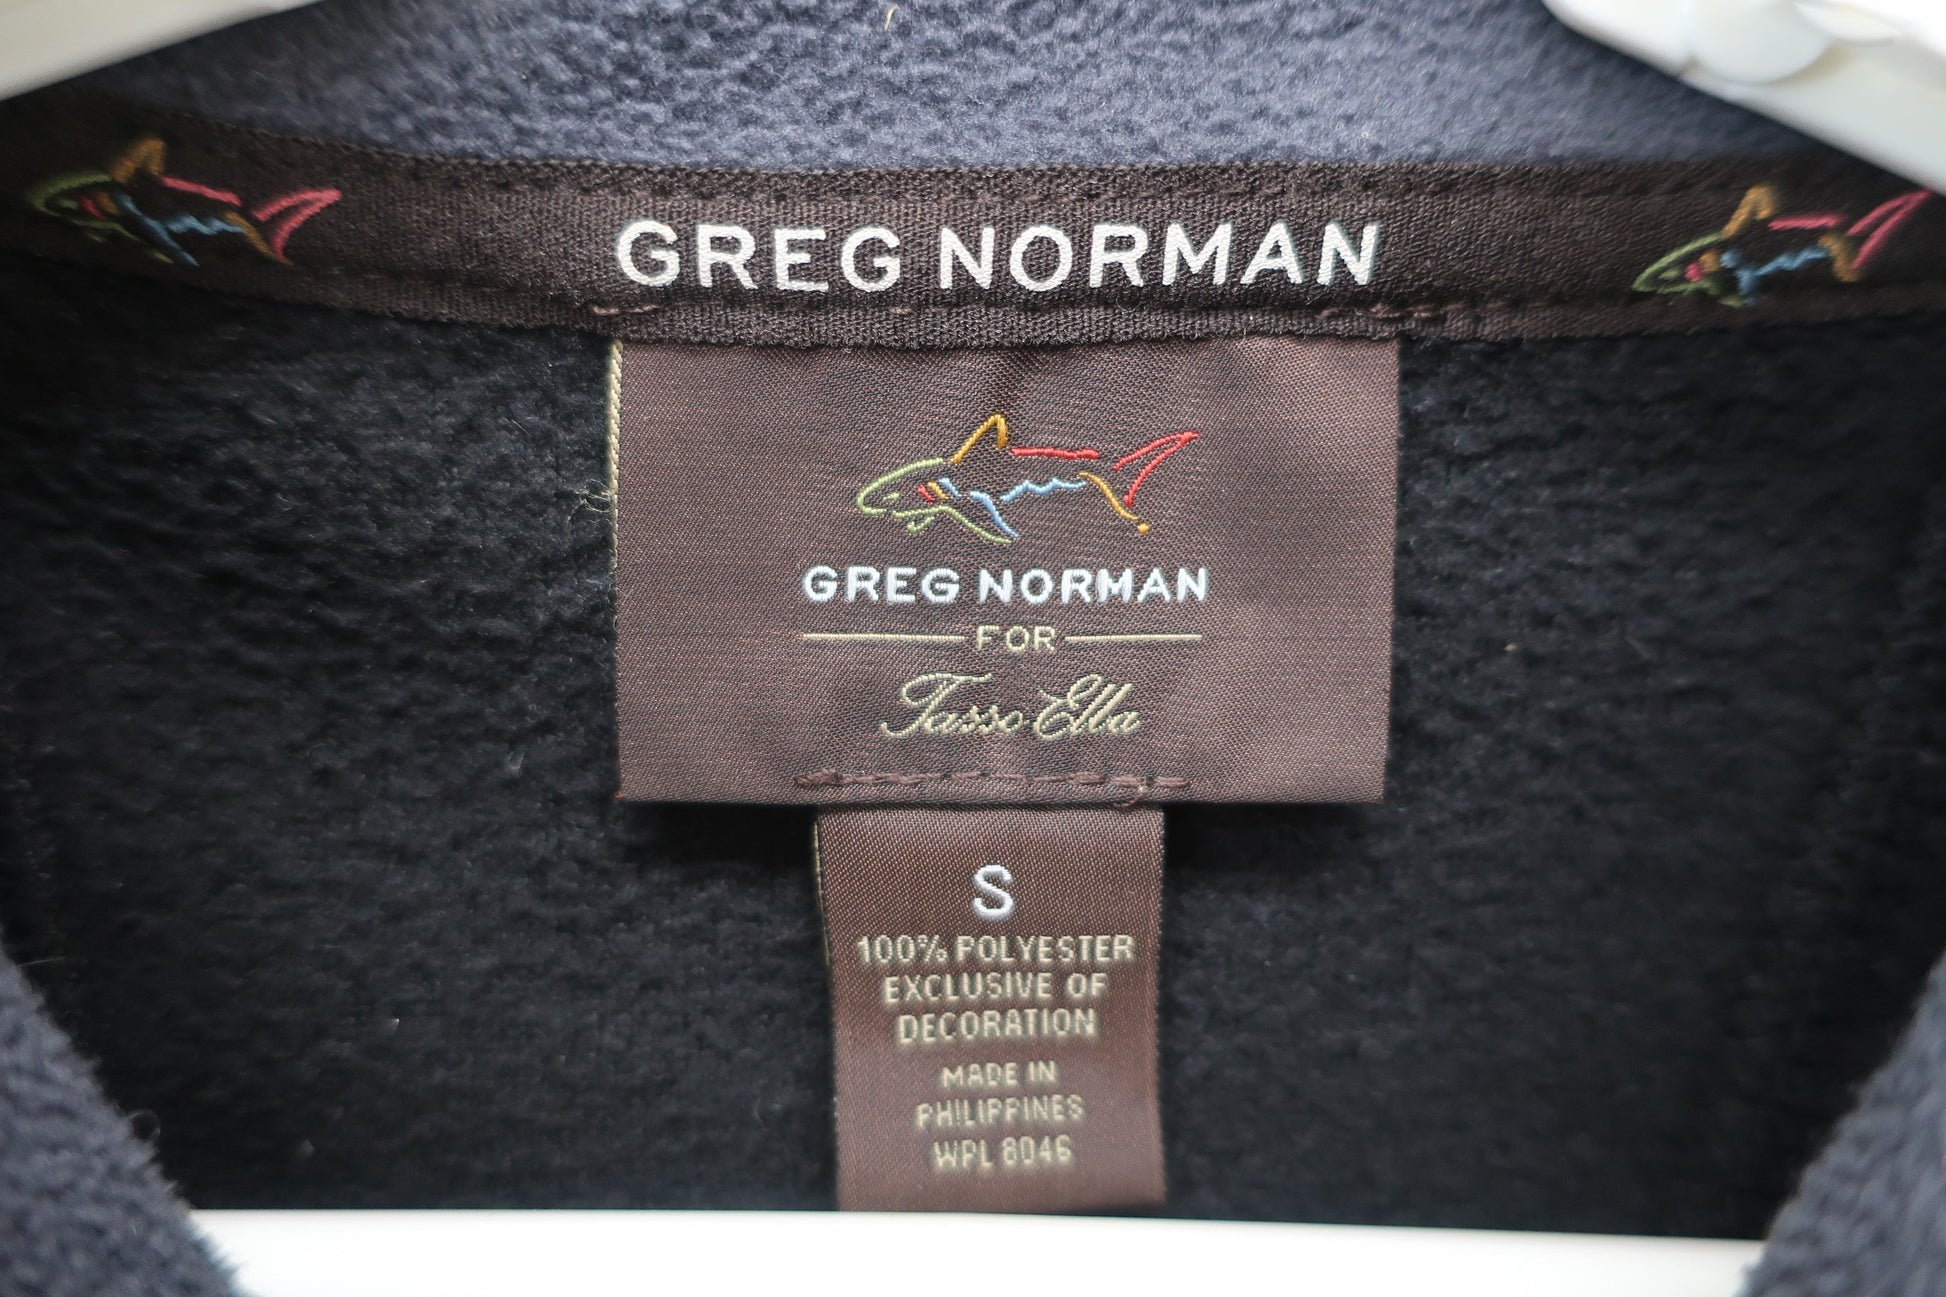 GREG NORMAN
GREG NORMAN
FOR
Tasso Elba
S
100% POLYESTER
EXCLUSIVE OF
DECORATION
MADE IN
PHILIPPINES
WPL 8046